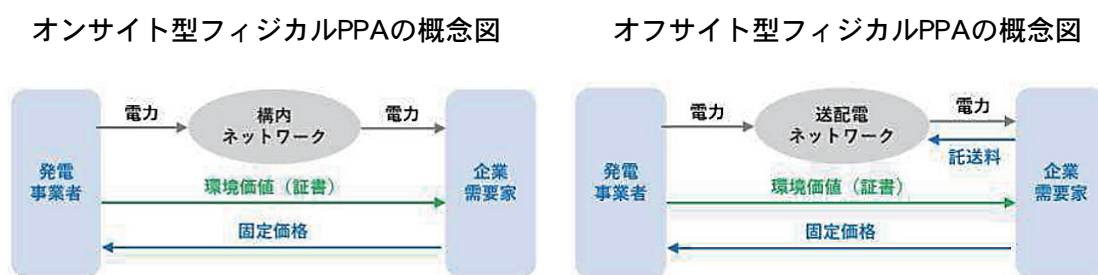 オンサイト型フィジカルPPAの概念図
発電
事業者
電力
構内
ネットワーク
電力
環境価値（証書）
固定価格
企業
需要家
オフサイト型フィジカルPPAの概念図
発電
事業者
電力
送配電
ネットワーク
電力
託送料
環境価値（証書）
固定価格
企業
需要家